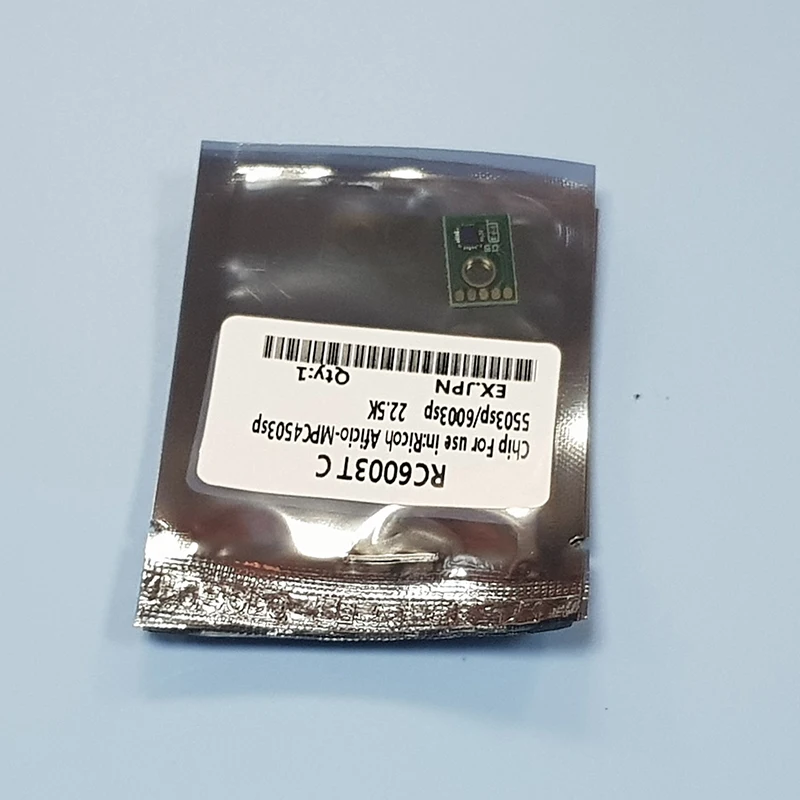 RC6003T C
Chip For use in:Ricoh Aficio-MPC4503sp
5503sp/6003sp 22.5K
EX.JPN Qty:1